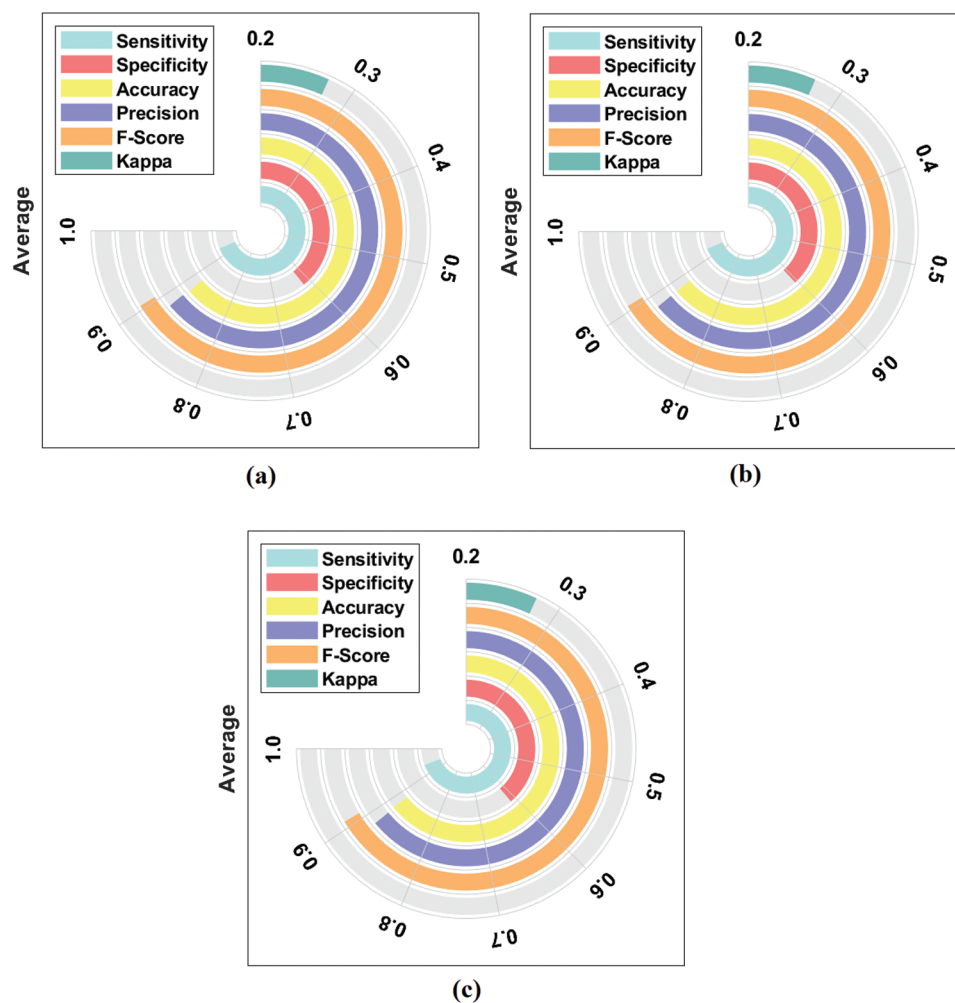 Sensitivity
Specificity
Accuracy
Precision
F-Score
Kappa
0.2
0.3
0.4
0.5
0.6
0.7
0.8
0.9
1.0
Average
(a)
Sensitivity
Specificity
Accuracy
Precision
F-Score
Kappa
0.2
0.3
0.4
0.5
0.6
0.7
0.8
0.9
1.0
Average
(b)
Sensitivity
Specificity
Accuracy
Precision
F-Score
Kappa
0.2
0.3
0.4
0.5
0.6
0.7
0.8
0.9
1.0
Average
(c)